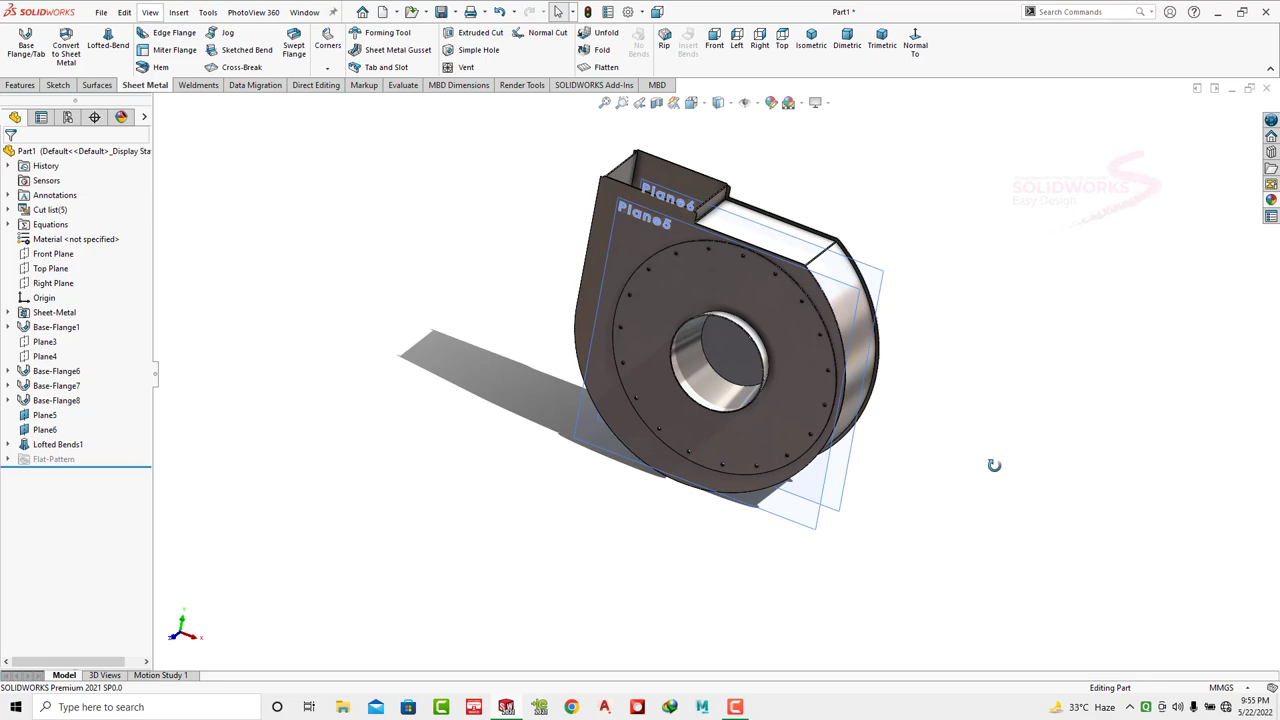 SOLIDWORKS File Edit View Insert Tools PhotoView 360 Window Part1 * Search Commands
Base Flange/Tab Convert to Sheet Metal Lofted-Bend Edge Flange Miter Flange Hem Jog Sketched Bend Cross-Break Swept Flange Corners Forming Tool Sheet Metal Gusset Tab and Slot Extruded Cut Simple Hole Vent Normal Cut Unfold Fold Flatten No Bends Rip Insert Bends Front Left Right Top Isometric Dimetric Trimetric Normal To
Features Sketch Surfaces Sheet Metal Weldments Data Migration Direct Editing Markup Evaluate MBD Dimensions Render Tools SOLIDWORKS Add-Ins MBD
Part1 (Default<<Default>_Display Sta
History
Sensors
Annotations
Cut list(5)
Equations
Material <not specified>
Front Plane
Top Plane
Right Plane
Origin
Sheet-Metal
Base-Flange1
Plane3
Plane4
Base-Flange6
Base-Flange7
Base-Flange8
Plane5
Plane6
Lofted Bends1
Flat-Pattern
Plane6
Plane5
SOLIDWORKS
Easy Design
Y
X
Z
Model 3D Views Motion Study 1
SOLIDWORKS Premium 2021 SP0.0 Editing Part MMGS
Type here to search 33°C Haze 9:55 PM
5/22/2022